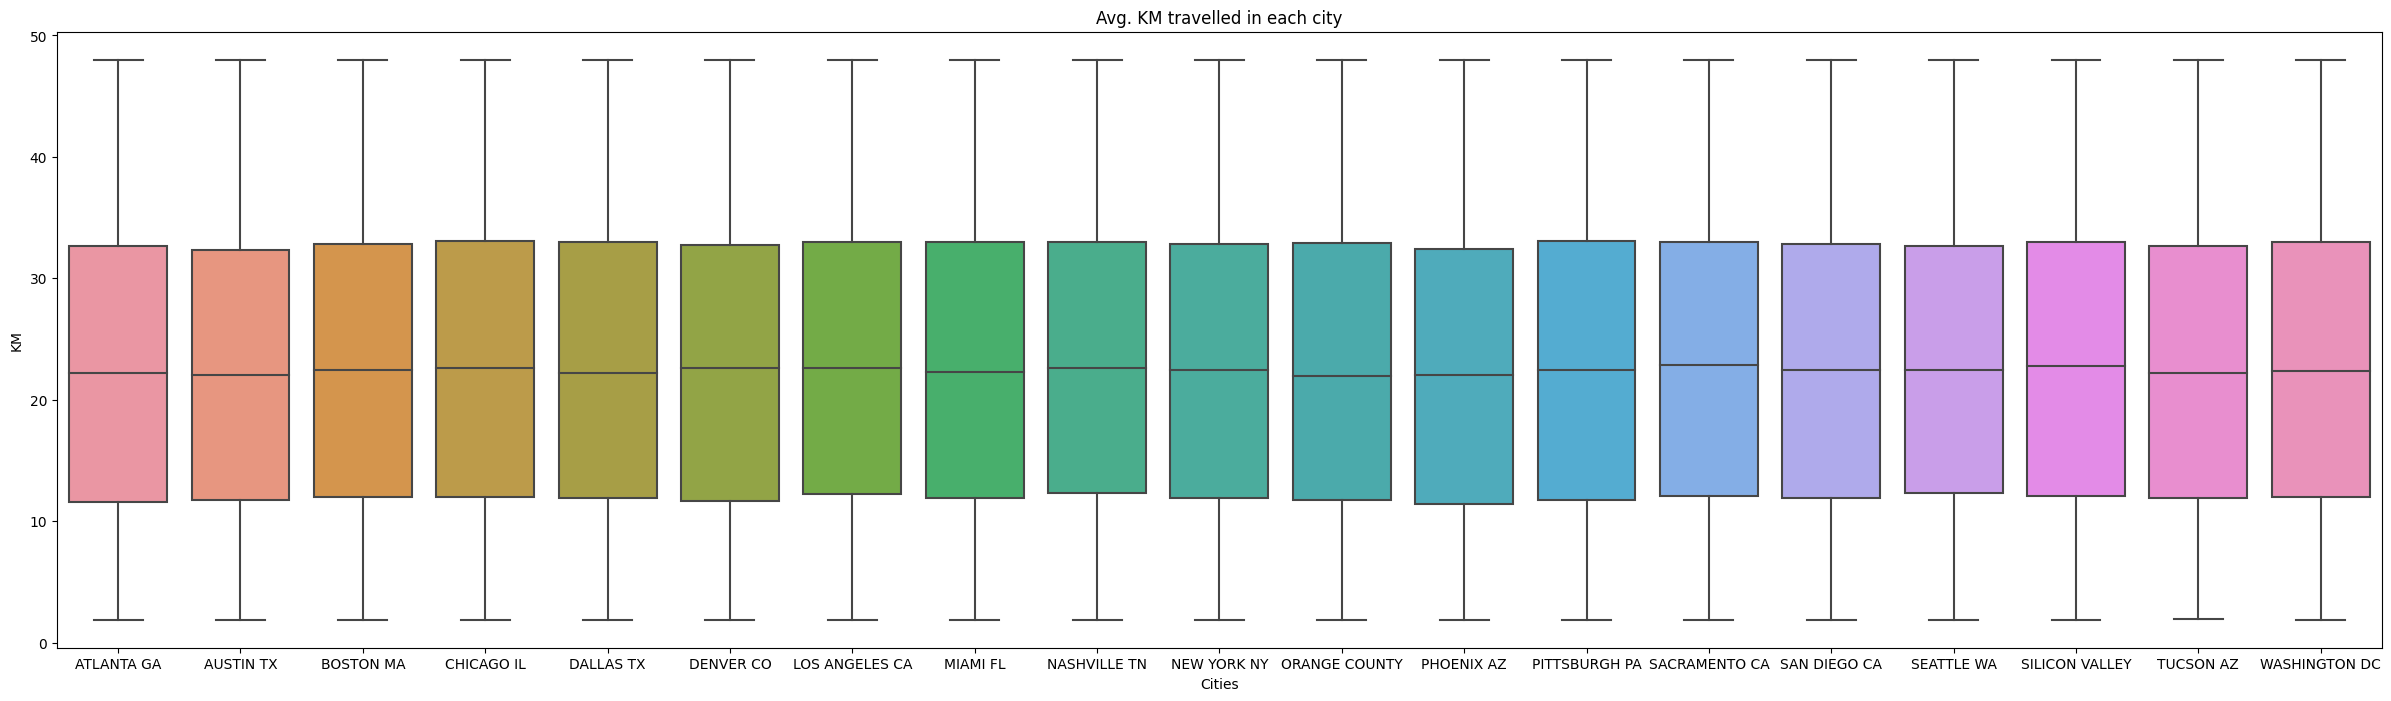 Avg. KM travelled in each city
50
40
30
20
10
0
KM
ATLANTA GA AUSTIN TX BOSTON MA CHICAGO IL DALLAS TX DENVER CO LOS ANGELES CA MIAMI FL NASHVILLE TN NEW YORK NY ORANGE COUNTY PHOENIX AZ PITTSBURGH PA SACRAMENTO CA SAN DIEGO CA SEATTLE WA SILICON VALLEY TUCSON AZ WASHINGTON DC
Cities